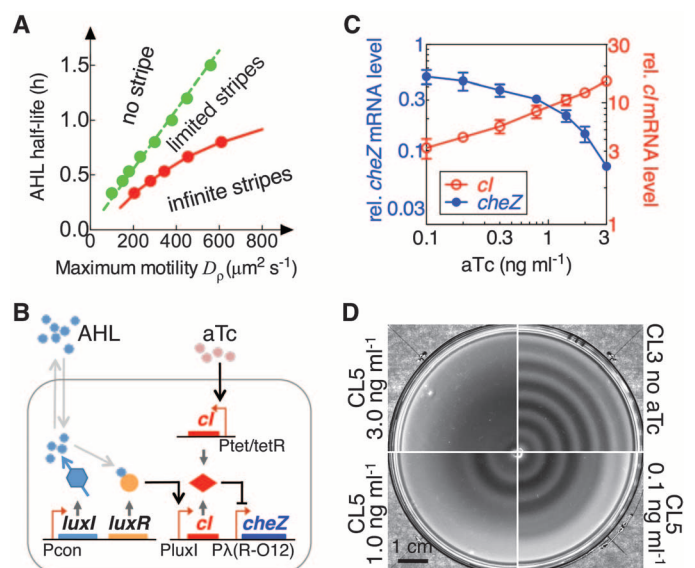 A
AHL half-life (h)
1.5
1.0
0.5
0.0
no stripe
limited stripes
infinite stripes
0
200
400
600
800
Maximum motility Dρ (μm² s⁻¹)
C
rel. cheZ mRNA level
1
0.3
0.1
0.03
rel. cI mRNA level
30
10
3
1
cI
cheZ
0.1
0.3
1
3
aTc (ng ml⁻¹)
B
AHL
aTc
cI
Ptet/tetR
luxI
luxR
cI
cheZ
Pcon
PluxI
Pλ(R-O12)
D
CL5
3.0 ng ml⁻¹
CL3 no aTc
CL5
1.0 ng ml⁻¹
0.1 ng ml⁻¹
CL5
1 cm